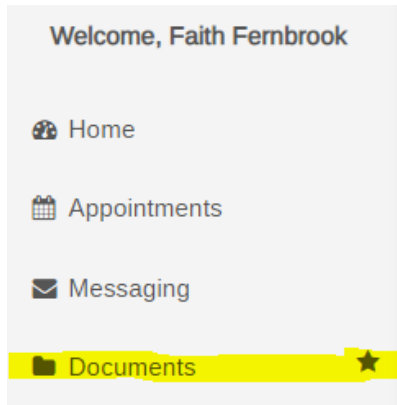 Welcome, Faith Fernbrook
Home
Appointments
Messaging
Documents